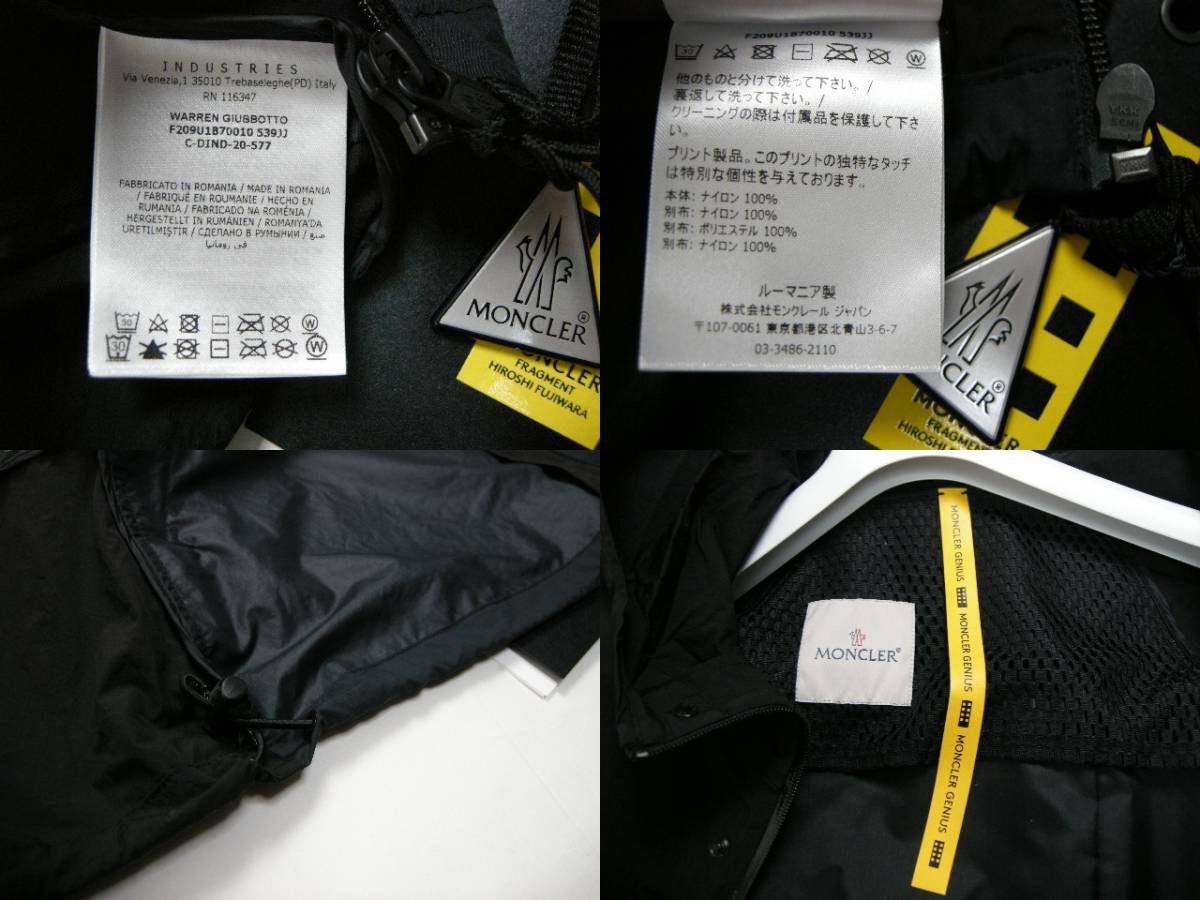 INDUSTRIES
Via Venezia,1 35010 Trebaseleghe(PD) Italy
RN 116347
WARREN GIUBBOTTO
F209U1B70010 539JJ
C-DIND-20-577
FABBRICATO IN ROMANIA / MADE IN ROMANIA
/ FABRIQUÉ EN ROUMANIE / HECHO EN
RUMANIA / FABRICADO NA ROMÊNIA /
HERGESTELLT IN RUMÄNIEN / ROMANYA'DA
ÜRETILMIŞTIR / СДЕЛАНО В РУМЫНИИ / صنع
في رومانيا
30
30
MONCLER®
MONCLER
FRAGMENT
HIROSHI FUJIWARA
F209U1B70010 539JJ
30
他のものと分けて洗って下さい。/
裏返して洗って下さい。/
クリーニングの際は付属品を保護して下さ
い。
プリント製品。このプリントの独特なタッチ
は特別な個性を与えております。
本体: ナイロン 100%
別布: ナイロン 100%
別布: ポリエステル 100%
別布: ナイロン 100%
ルーマニア製
株式会社モンクレール ジャパン
〒107-0061 東京都港区北青山3-6-7
03-3486-2110
MONCLER®
MONCLER
FRAGMENT
HIROSHI
MONCLER®
MONCLER GENIUS
MONCLER GENIUS
MONCLER GENIUS